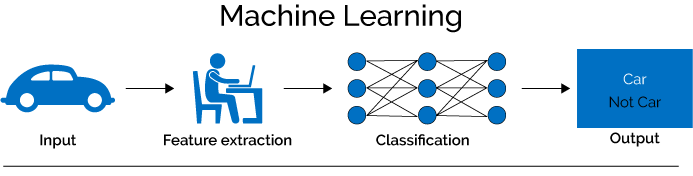 Machine Learning
Car
Not Car
Input
Feature extraction
Classification
Output